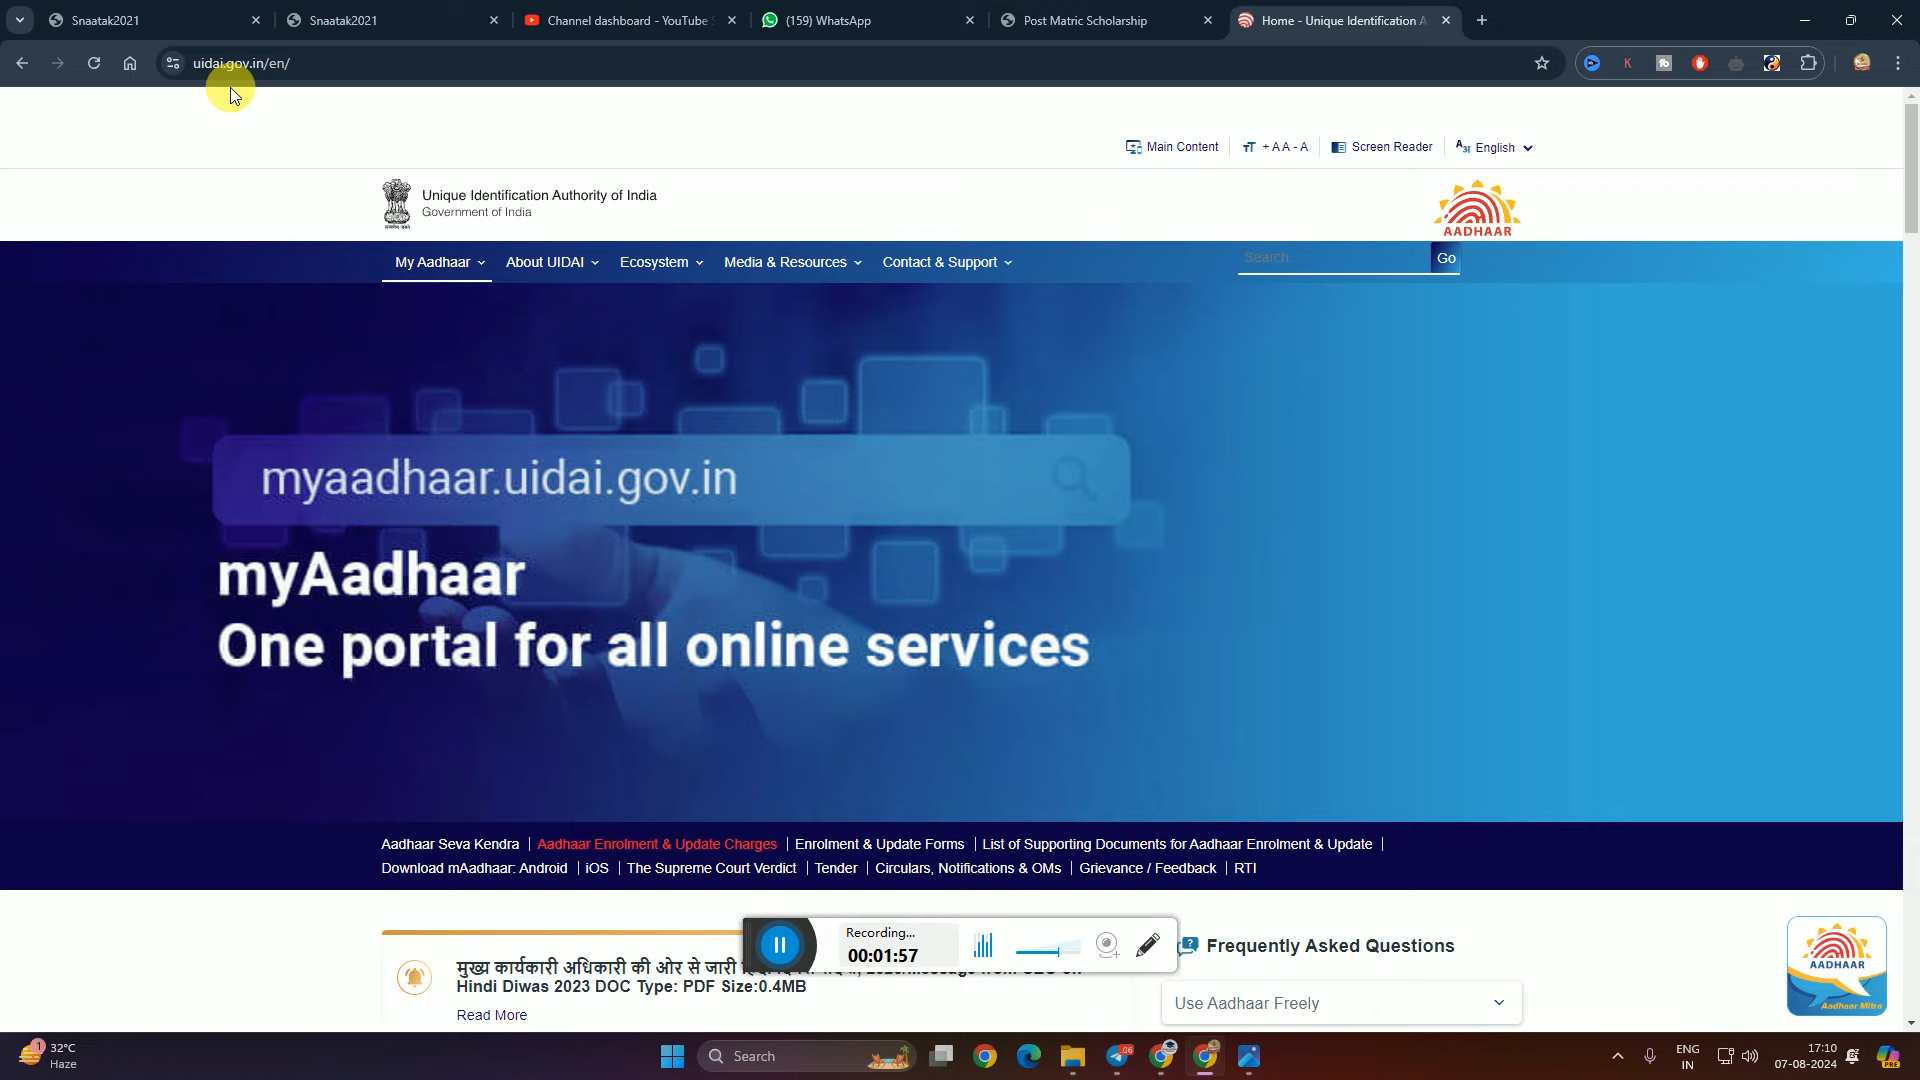 Snaatak2021
Snaatak2021
Channel dashboard - YouTube S
(159) WhatsApp
Post Matric Scholarship
Home - Unique Identification A
uidai.gov.in/en/
Main Content
+ A A - A
Screen Reader
English
Unique Identification Authority of India
Government of India
AADHAAR
My Aadhaar
About UIDAI
Ecosystem
Media & Resources
Contact & Support
Search...
Go
myaadhaar.uidai.gov.in
myAadhaar
One portal for all online services
Aadhaar Seva Kendra
Aadhaar Enrolment & Update Charges
Enrolment & Update Forms
List of Supporting Documents for Aadhaar Enrolment & Update
Download mAadhaar: Android
iOS
The Supreme Court Verdict
Tender
Circulars, Notifications & OMs
Grievance / Feedback
RTI
Recording...
00:01:57
Frequently Asked Questions
मुख्य कार्यकारी अधिकारी की ओर से जारी
Hindi Diwas 2023 DOC Type: PDF Size:0.4MB
Read More
Use Aadhaar Freely
AADHAAR
Aadhaar Mitra
1
32°C
Haze
Search
.06
ENG
IN
17:10
07-08-2024
PRE